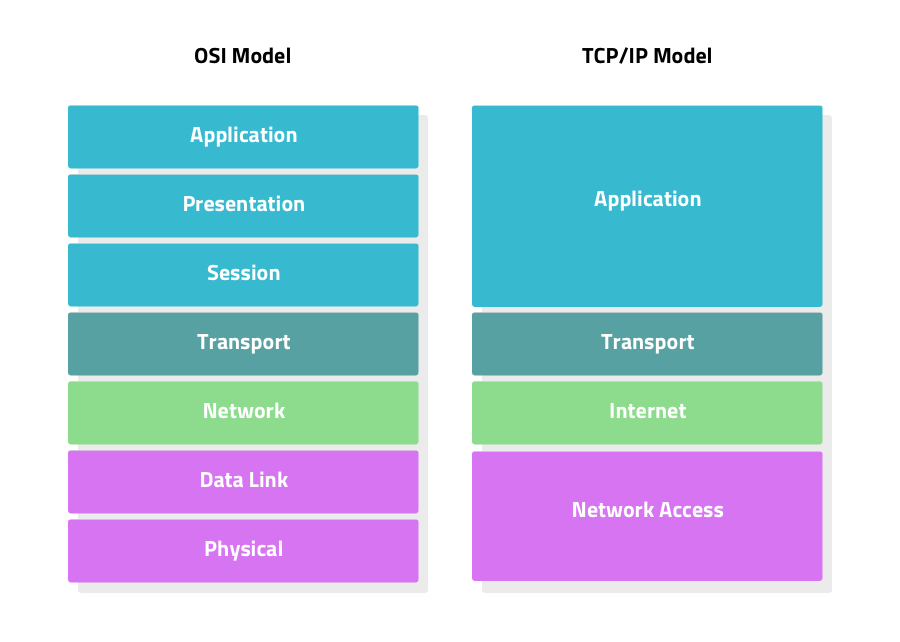 OSI Model
Application
Presentation
Session
Transport
Network
Data Link
Physical
TCP/IP Model
Application
Transport
Internet
Network Access